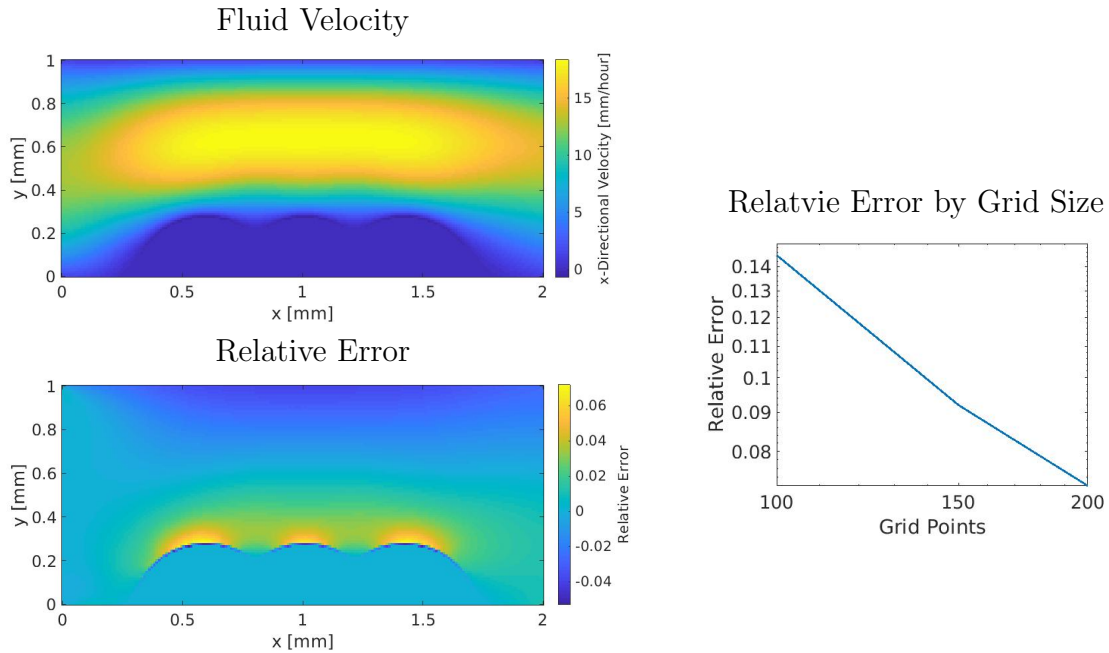 Fluid Velocity
1
0.8
0.6
0.4
0.2
0
y [mm]
0 0.5 1 1.5 2
x [mm]
15
10
5
0
x-Directional Velocity [mm/hour]
Relative Error
1
0.8
0.6
0.4
0.2
0
y [mm]
0 0.5 1 1.5 2
x [mm]
0.06
0.04
0.02
0
-0.02
-0.04
Relative Error
Relatvie Error by Grid Size
0.14
0.13
0.12
0.11
0.1
0.09
0.08
Relative Error
100 150 200
Grid Points